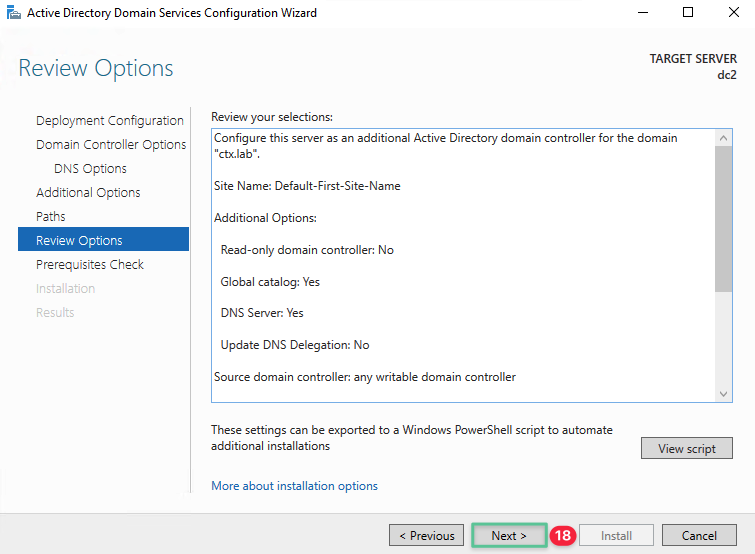 Active Directory Domain Services Configuration Wizard
Review Options
TARGET SERVER
dc2
Deployment Configuration
Domain Controller Options
DNS Options
Additional Options
Paths
Review Options
Prerequisites Check
Installation
Results
Review your selections:
Configure this server as an additional Active Directory domain controller for the domain
"ctx.lab".
Site Name: Default-First-Site-Name
Additional Options:
Read-only domain controller: No
Global catalog: Yes
DNS Server: Yes
Update DNS Delegation: No
Source domain controller: any writable domain controller
These settings can be exported to a Windows PowerShell script to automate
additional installations
View script
More about installation options
< Previous
Next >
18
Install
Cancel